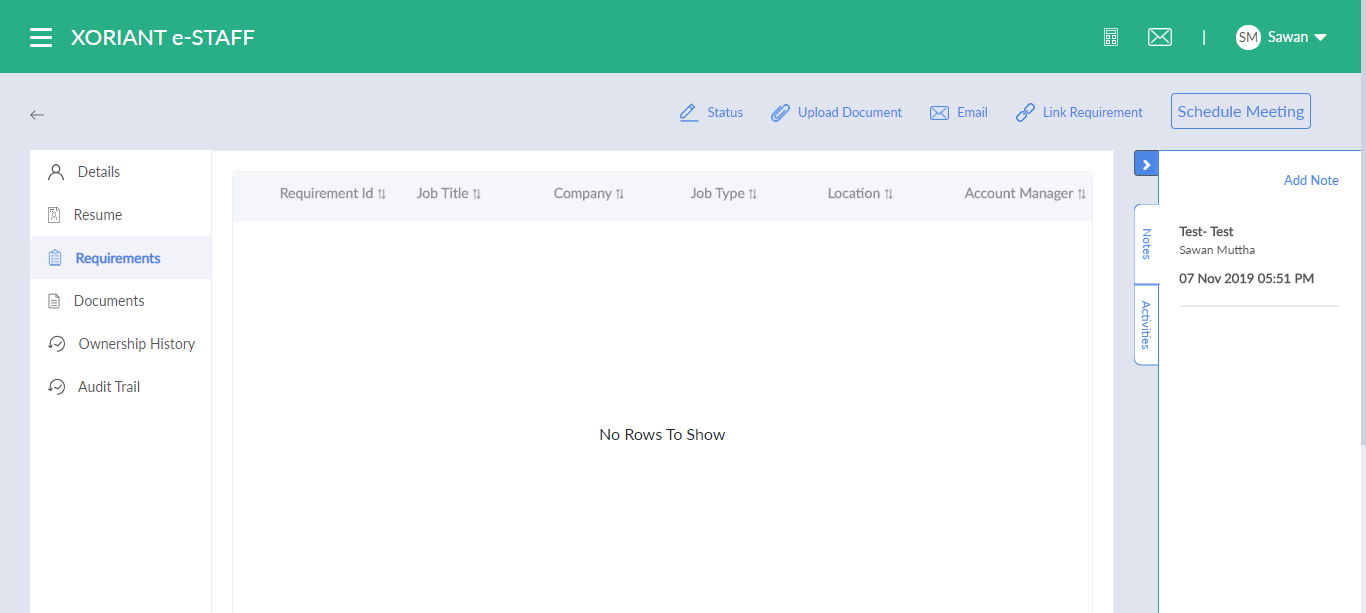 XORIANT e-STAFF
|
SM Sawan
Status
Upload Document
Email
Link Requirement
Schedule Meeting
Details
Resume
Requirements
Documents
Ownership History
Audit Trail
Requirement Id
Job Title
Company
Job Type
Location
Account Manager
No Rows To Show
Notes
Activities
Add Note
Test- Test
Sawan Muttha
07 Nov 2019 05:51 PM